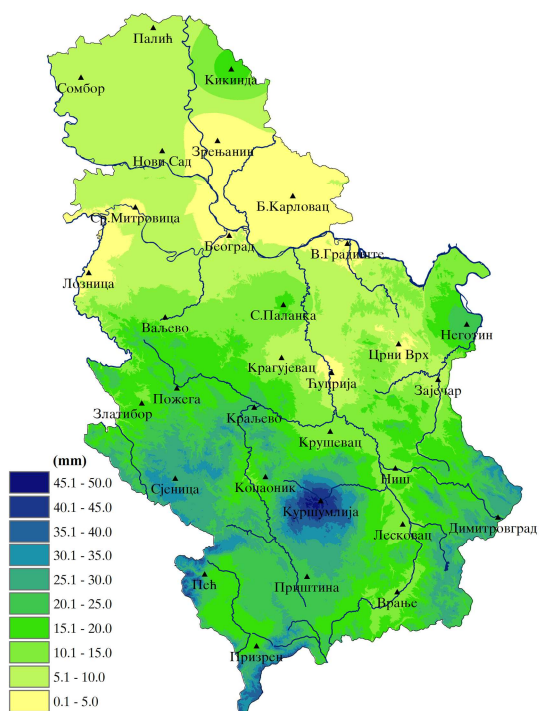 Палић
Сомбор
Кикинда
Зрењанин
Нови Сад
Б.Карловац
Ср.Митровица
Београд
В.Градиште
Лозница
С.Паланка
Ваљево
Неготин
Црни Врх
Крагујевац
Ћуприја
Зајечар
Пожега
Златибор
Краљево
Крушевац
(mm)
45.1 - 50.0
40.1 - 45.0
35.1 - 40.0
30.1 - 35.0
25.1 - 30.0
20.1 - 25.0
15.1 - 20.0
10.1 - 15.0
5.1 - 10.0
0.1 - 5.0
Ниш
Сјеница
Копаоник
Куршумлија
Димитровград
Лесковац
Пећ
Приштина
Врање
Призрен